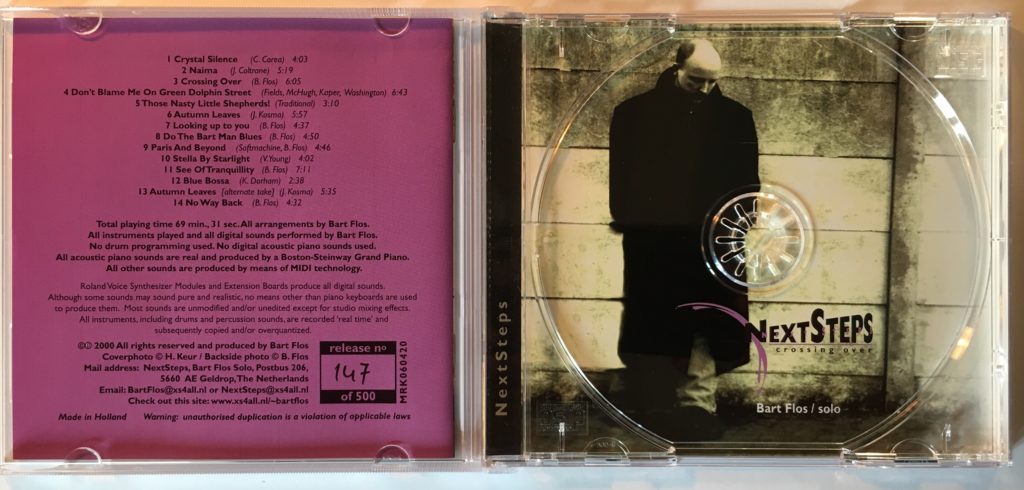 1 Crystal Silence (C. Corea) 4:03
2 Naima (J. Coltrane) 5:19
3 Crossing Over (B. Flos) 6:05
4 Don't Blame Me On Green Dolphin Street (Fields, McHugh, Kaper, Washington) 6:43
5 Those Nasty Little Shepherds! (Traditional) 3:10
6 Autumn Leaves (J. Kosma) 5:57
7 Looking up to you (B. Flos) 4:37
8 Do The Bart Man Blues (B. Flos) 4:50
9 Paris And Beyond (Softmachine, B. Flos) 4:46
10 Stella By Starlight (V. Young) 4:02
11 See Of Tranquillity (B. Flos) 7:11
12 Blue Bossa (K. Dorham) 2:38
13 Autumn Leaves [alternate take] (J. Kosma) 5:35
14 No Way Back (B. Flos) 4:32
Total playing time 69 min., 31 sec. All arrangements by Bart Flos.
All instruments played and all digital sounds performed by Bart Flos.
No drum programming used. No digital acoustic piano sounds used.
All acoustic piano sounds are real and produced by a Boston-Steinway Grand Piano.
All other sounds are produced by means of MIDI technology.
Roland Voice Synthesizer Modules and Extension Boards produce all digital sounds.
Although some sounds may sound pure and realistic, no means other than piano keyboards are used
to produce them. Most sounds are unmodified and/or unedited except for studio mixing effects.
All instruments, including drums and percussion sounds, are recorded 'real time' and
subsequently copied and/or overquantized.
©℗ 2000 All rights reserved and produced by Bart Flos
Coverphoto © H. Keur / Backside photo © B. Flos
Mail address: NextSteps, Bart Flos Solo, Postbus 206,
5660 AE Geldrop, The Netherlands
Email: BartFlos@xs4all.nl or NextSteps@xs4all.nl
Check out this site: www.xs4all.nl/~bartflos
release no
147
of 500
MRK060420
Made in Holland Warning: unauthorised duplication is a violation of applicable laws
NextSteps
NEXTSTEPS
crossing over
Bart Flos / solo